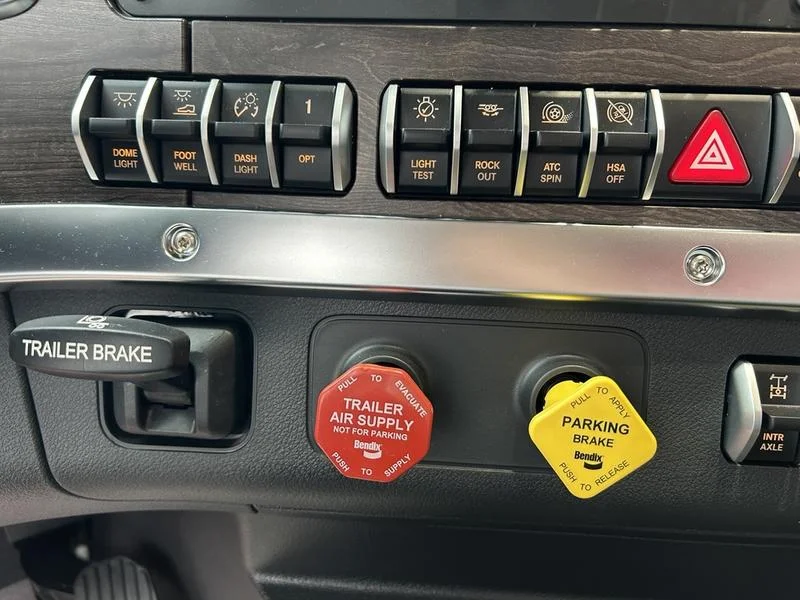 DOME
LIGHT
FOOT
WELL
DASH
LIGHT
1
OPT
LIGHT
TEST
ROCK
OUT
ATC
SPIN
HSA
OFF
TRAILER BRAKE
PULL TO EVACUATE
TRAILER
AIR SUPPLY
NOT FOR PARKING
Bendix
PUSH TO SUPPLY
PULL TO APPLY
PARKING
BRAKE
Bendix
PUSH TO RELEASE
INTR
AXLE